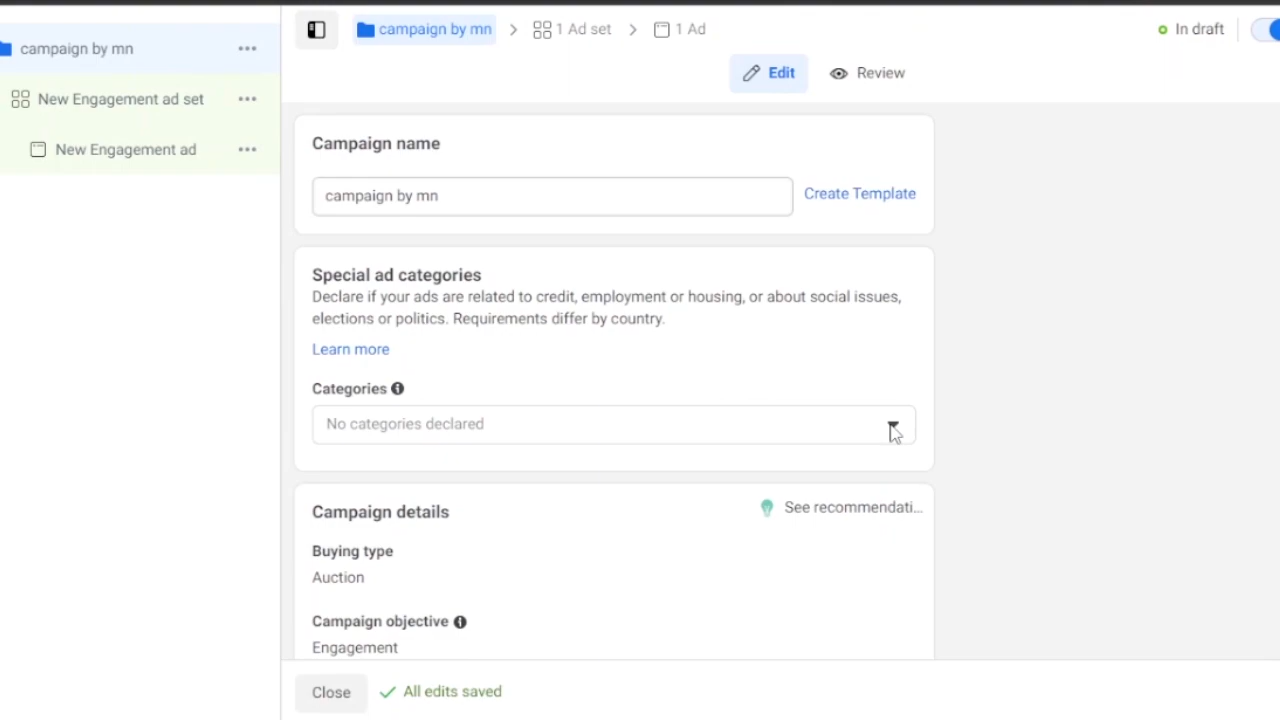 campaign by mn
New Engagement ad set
New Engagement ad
campaign by mn > 1 Ad set > 1 Ad
In draft
Edit
Review
Campaign name
campaign by mn
Create Template
Special ad categories
Declare if your ads are related to credit, employment or housing, or about social issues,
elections or politics. Requirements differ by country.
Learn more
Categories
No categories declared
Campaign details
See recommendati...
Buying type
Auction
Campaign objective
Engagement
Close
All edits saved